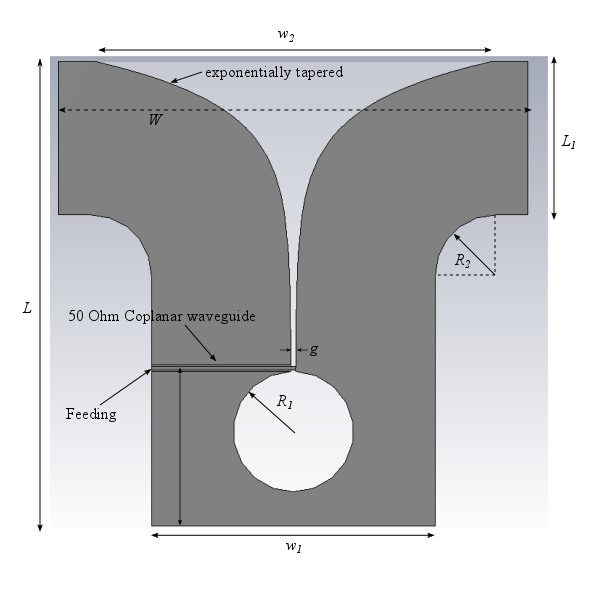 w2
exponentially tapered
W
L1
R2
L
50 Ohm Coplanar waveguide
g
R1
Feeding
w1